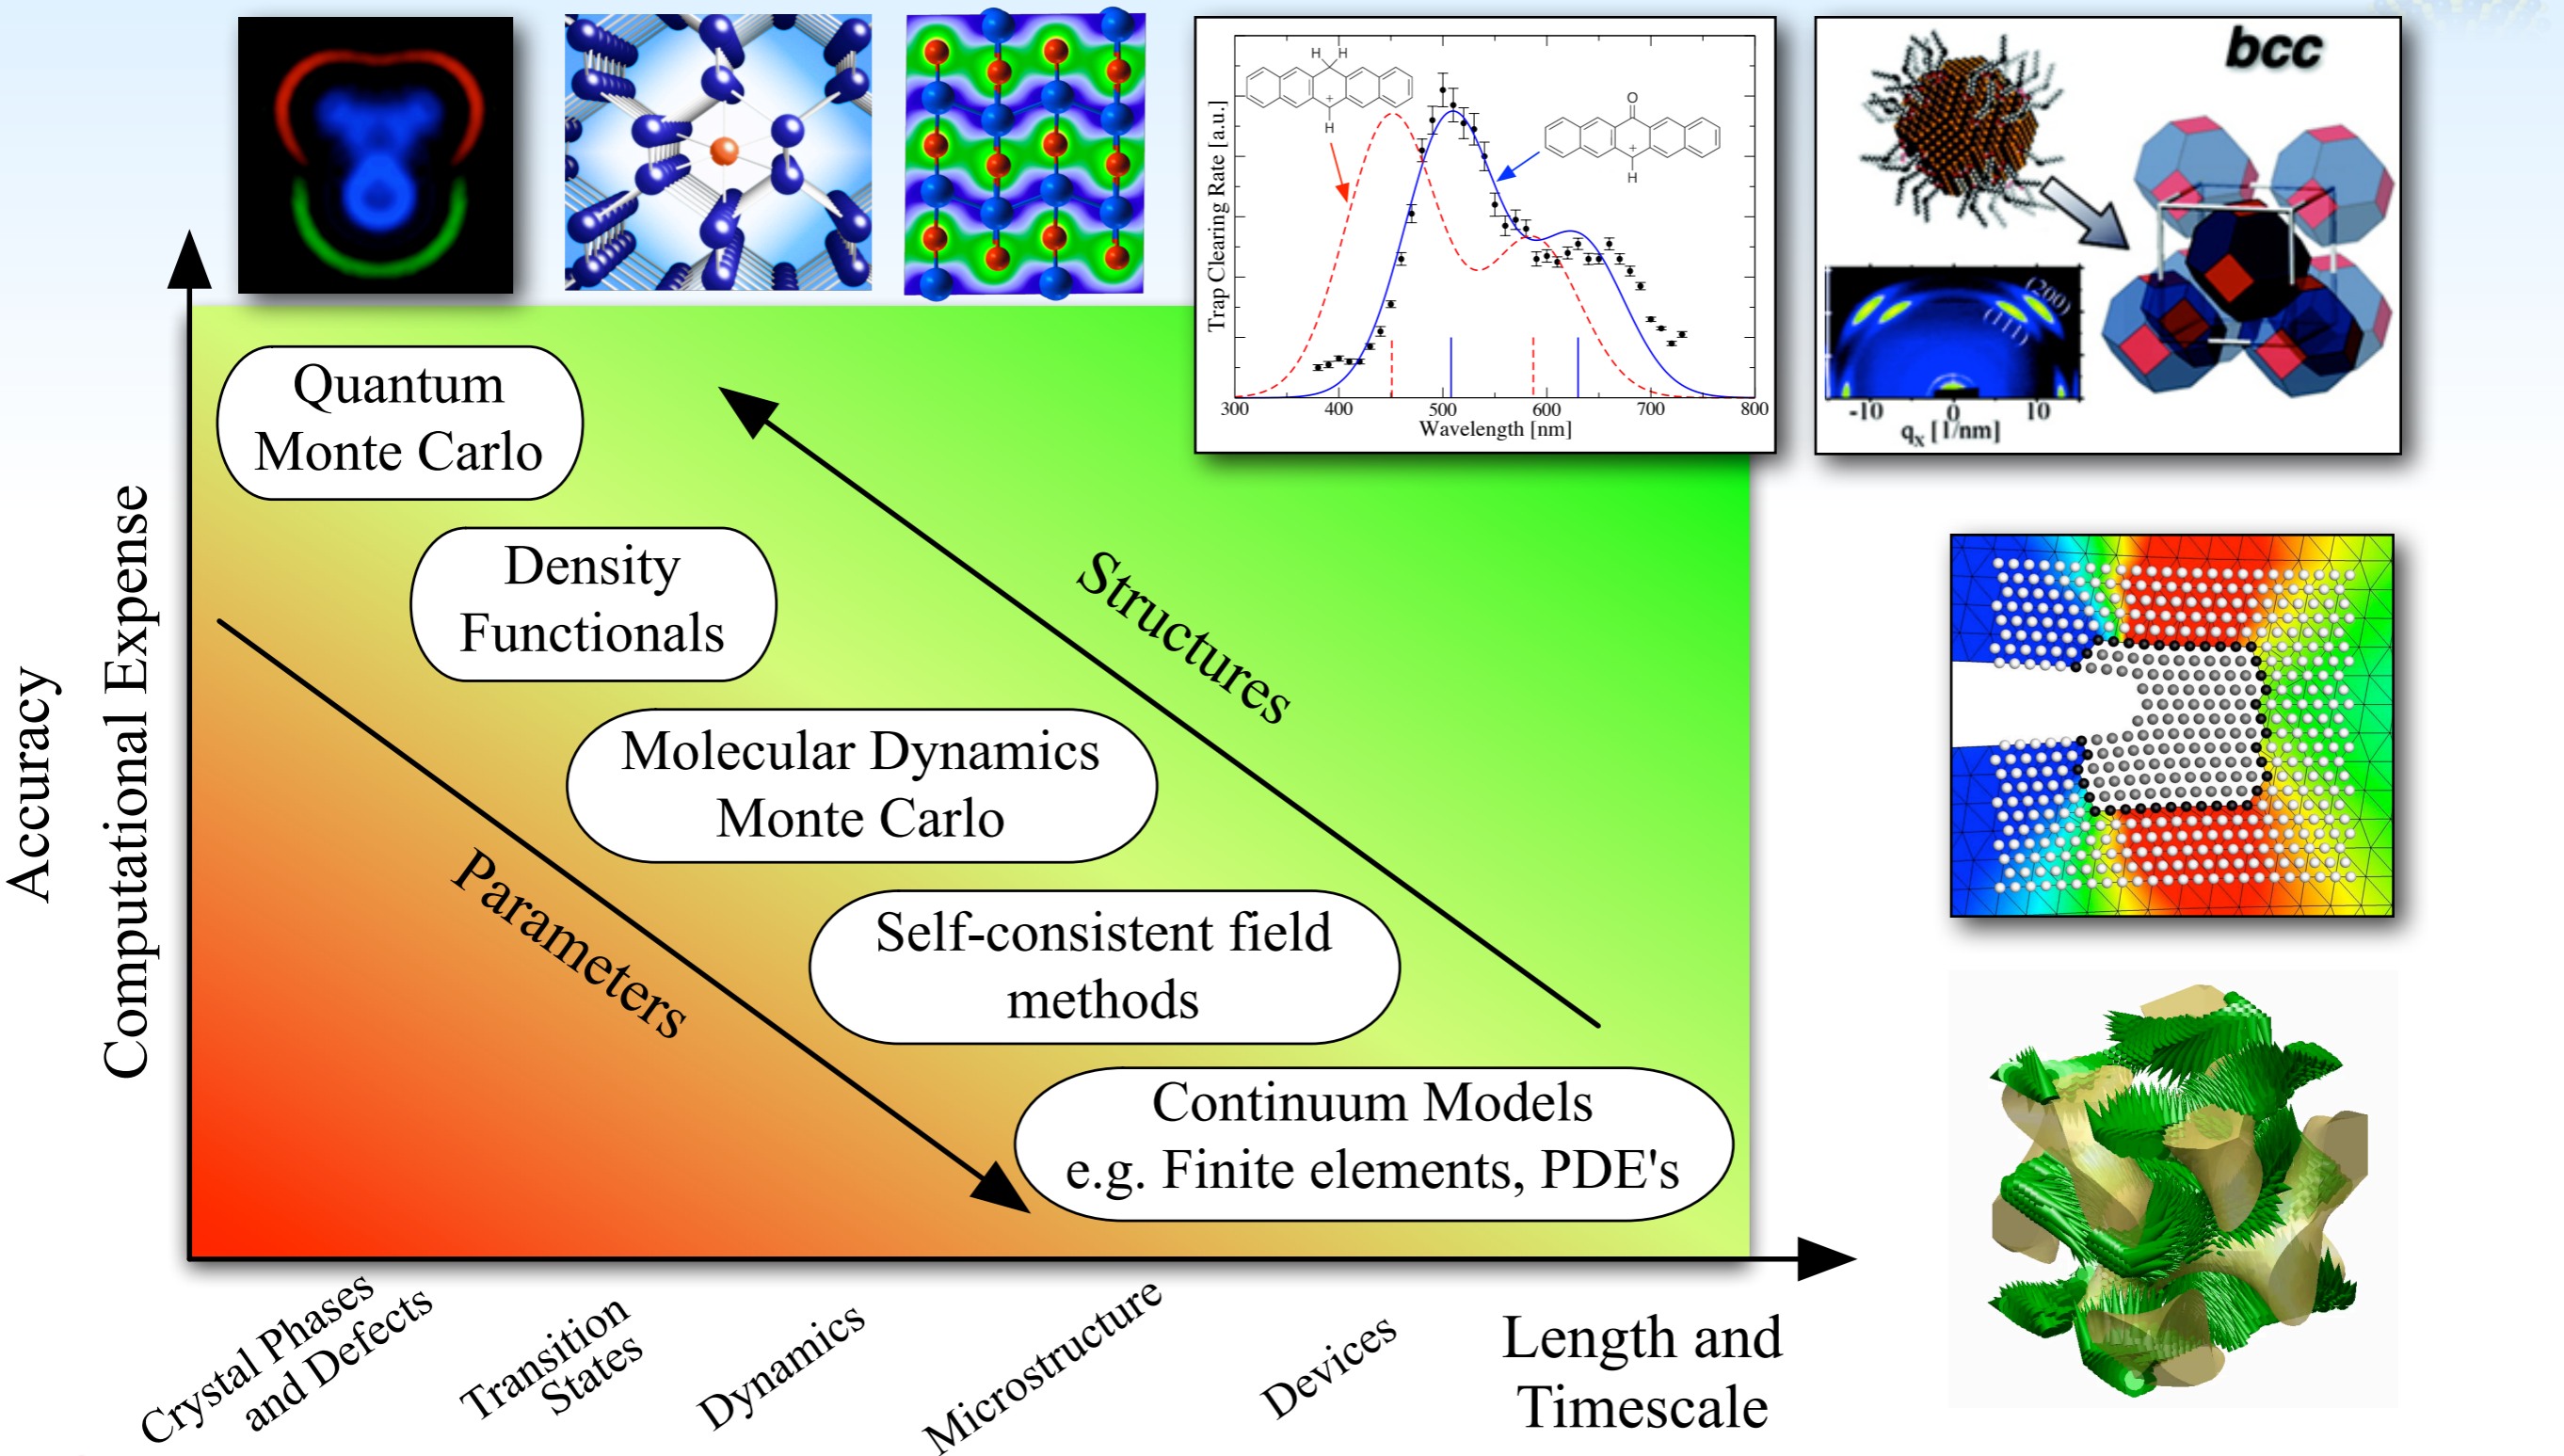 bcc
H H
+
H
O
+
H
Trap Clearing Rate [a.u.]
300 400 500 600 700 800
Wavelength [nm]
(200)
(111)
-10 0 10
qx [1/nm]
Accuracy
Computational Expense
Quantum
Monte Carlo
Density
Functionals
Structures
Molecular Dynamics
Monte Carlo
Parameters
Self-consistent field
methods
Continuum Models
e.g. Finite elements, PDE's
Crystal Phases
and Defects
Transition
States
Dynamics
Microstructure
Devices
Length and
Timescale